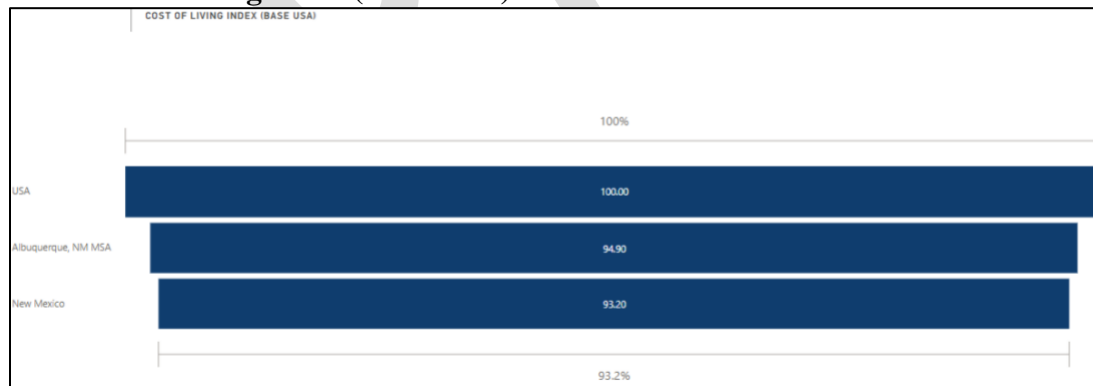 COST OF LIVING INDEX (BASE USA)
100%
USA
100.00
Albuquerque, NM MSA
94.90
New Mexico
93.20
93.2%